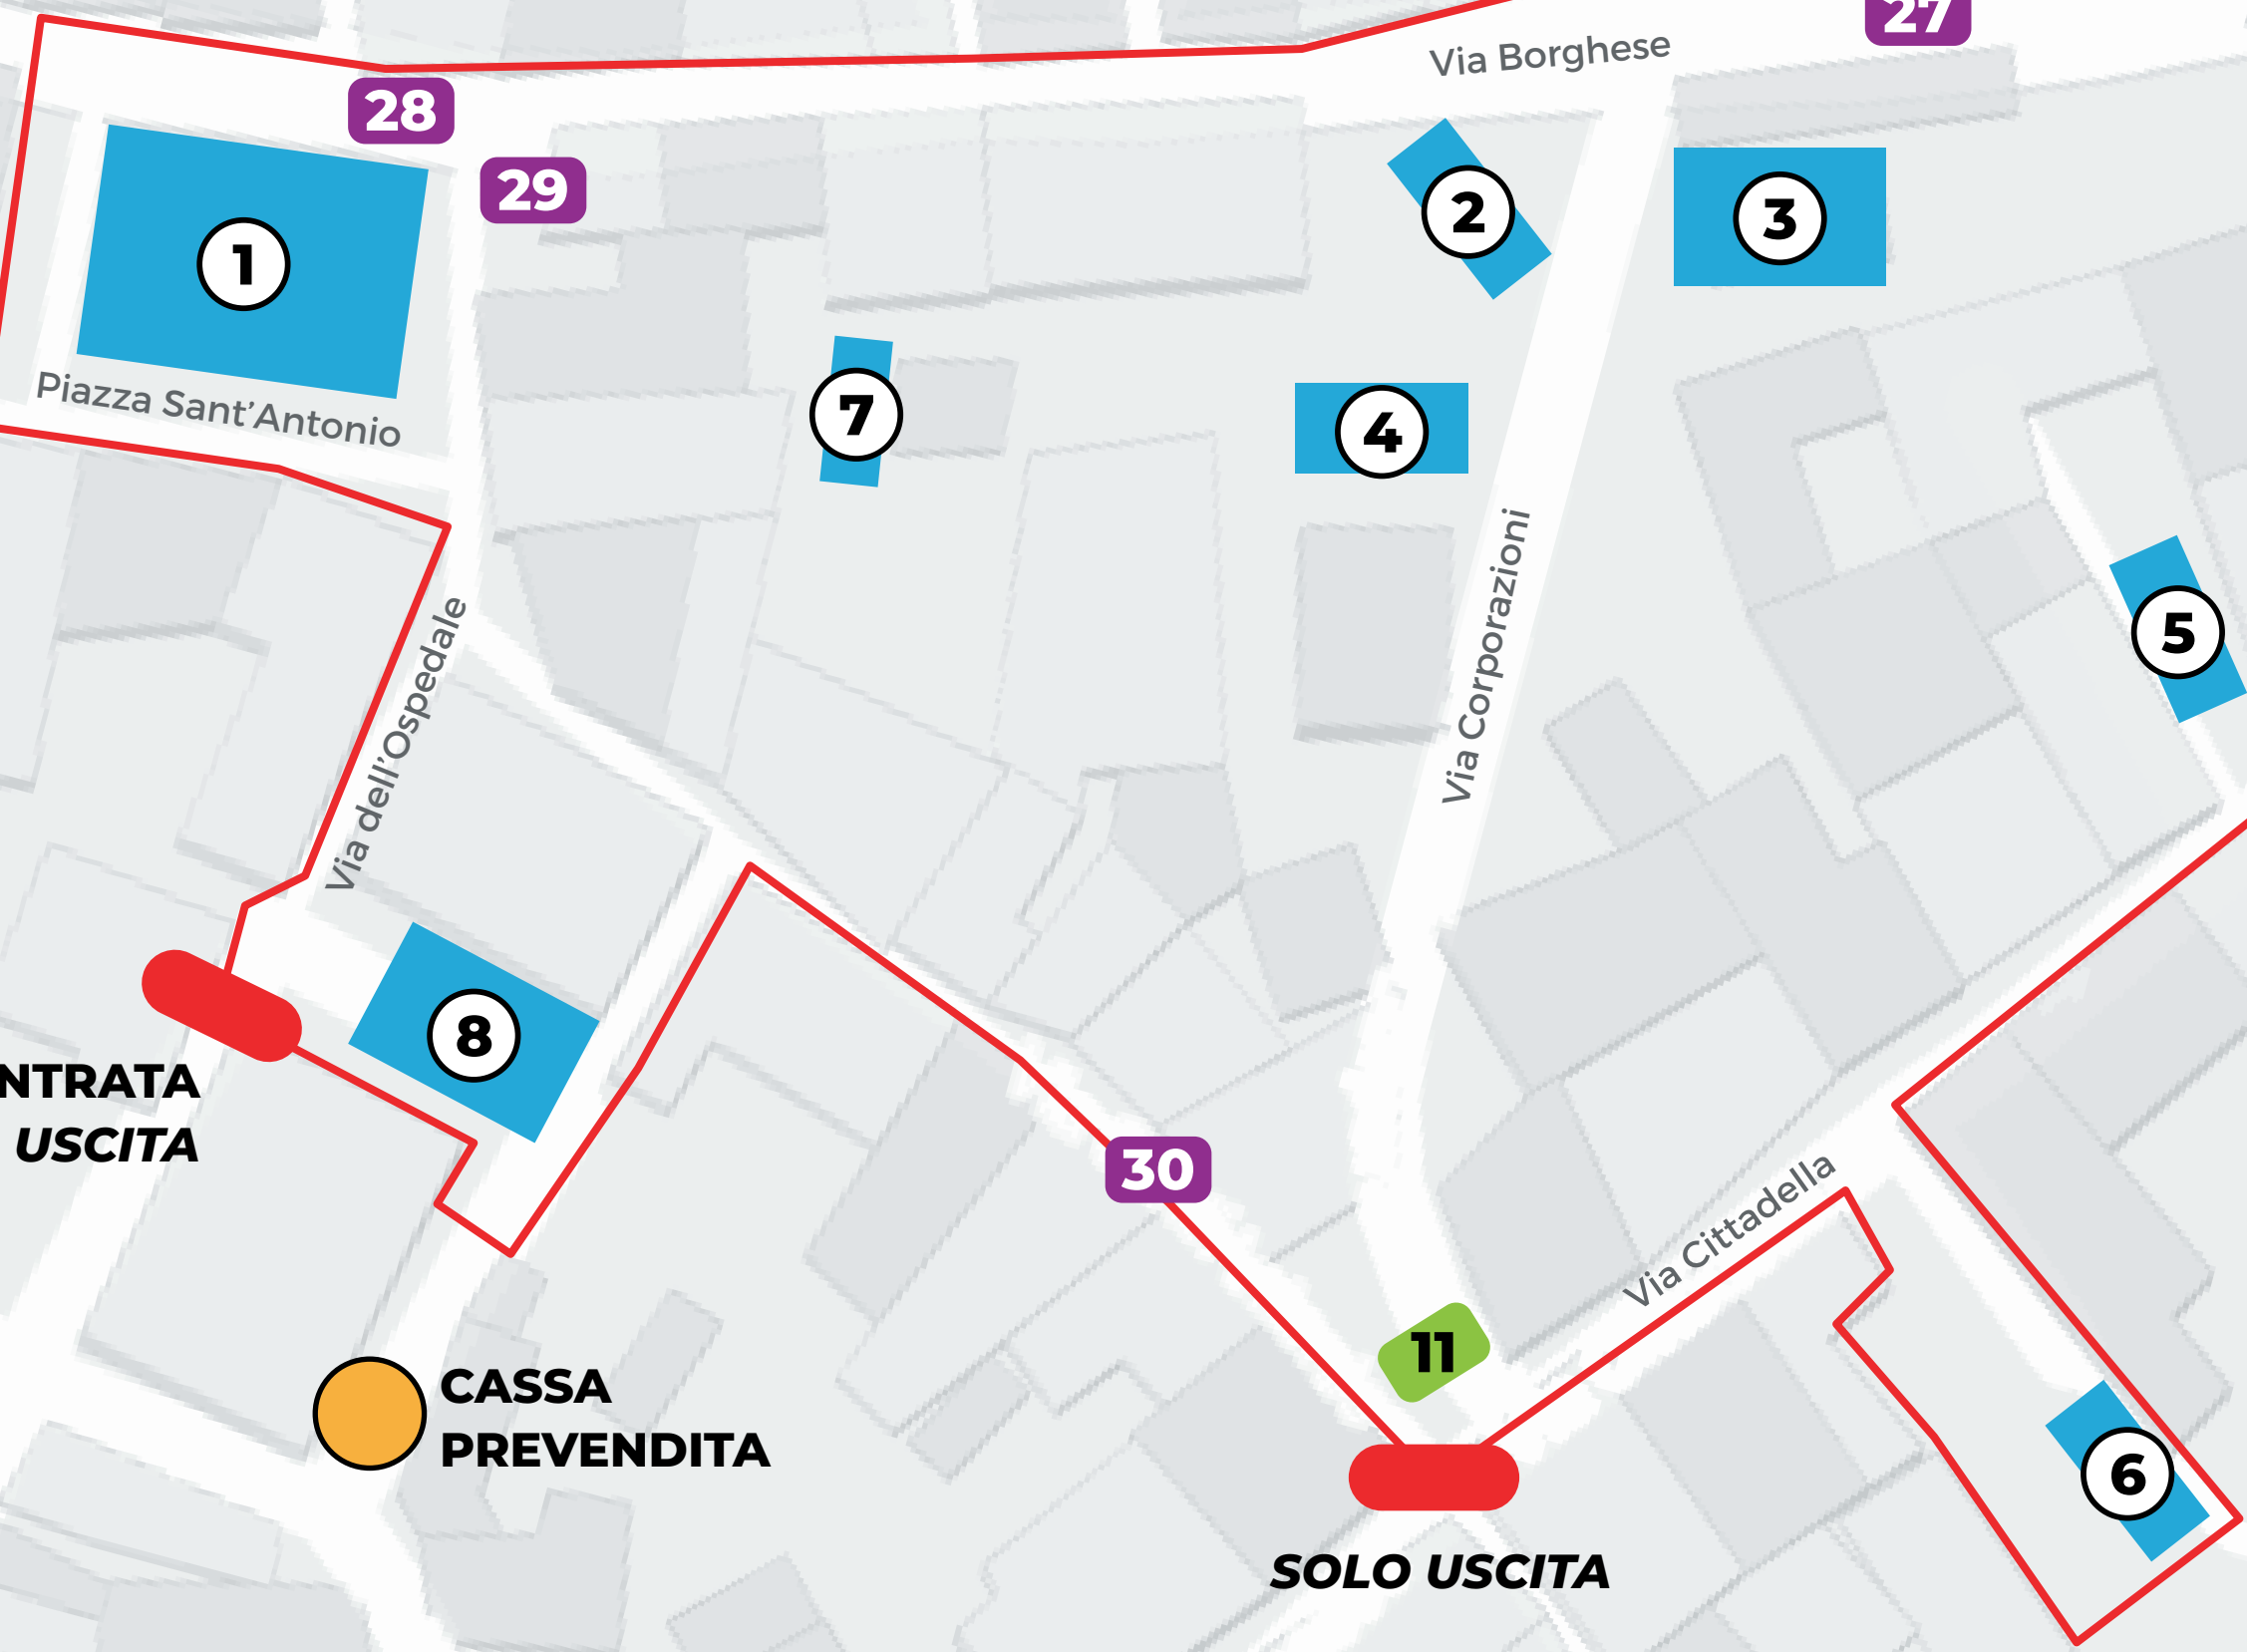 27
Via Borghese
28
29
1
2
3
Piazza Sant’Antonio
7
4
Via Corporazioni
5
Via dell’Ospedale
8
NTRATA
USCITA
30
Via Cittadella
11
CASSA
PREVENDITA
6
SOLO USCITA